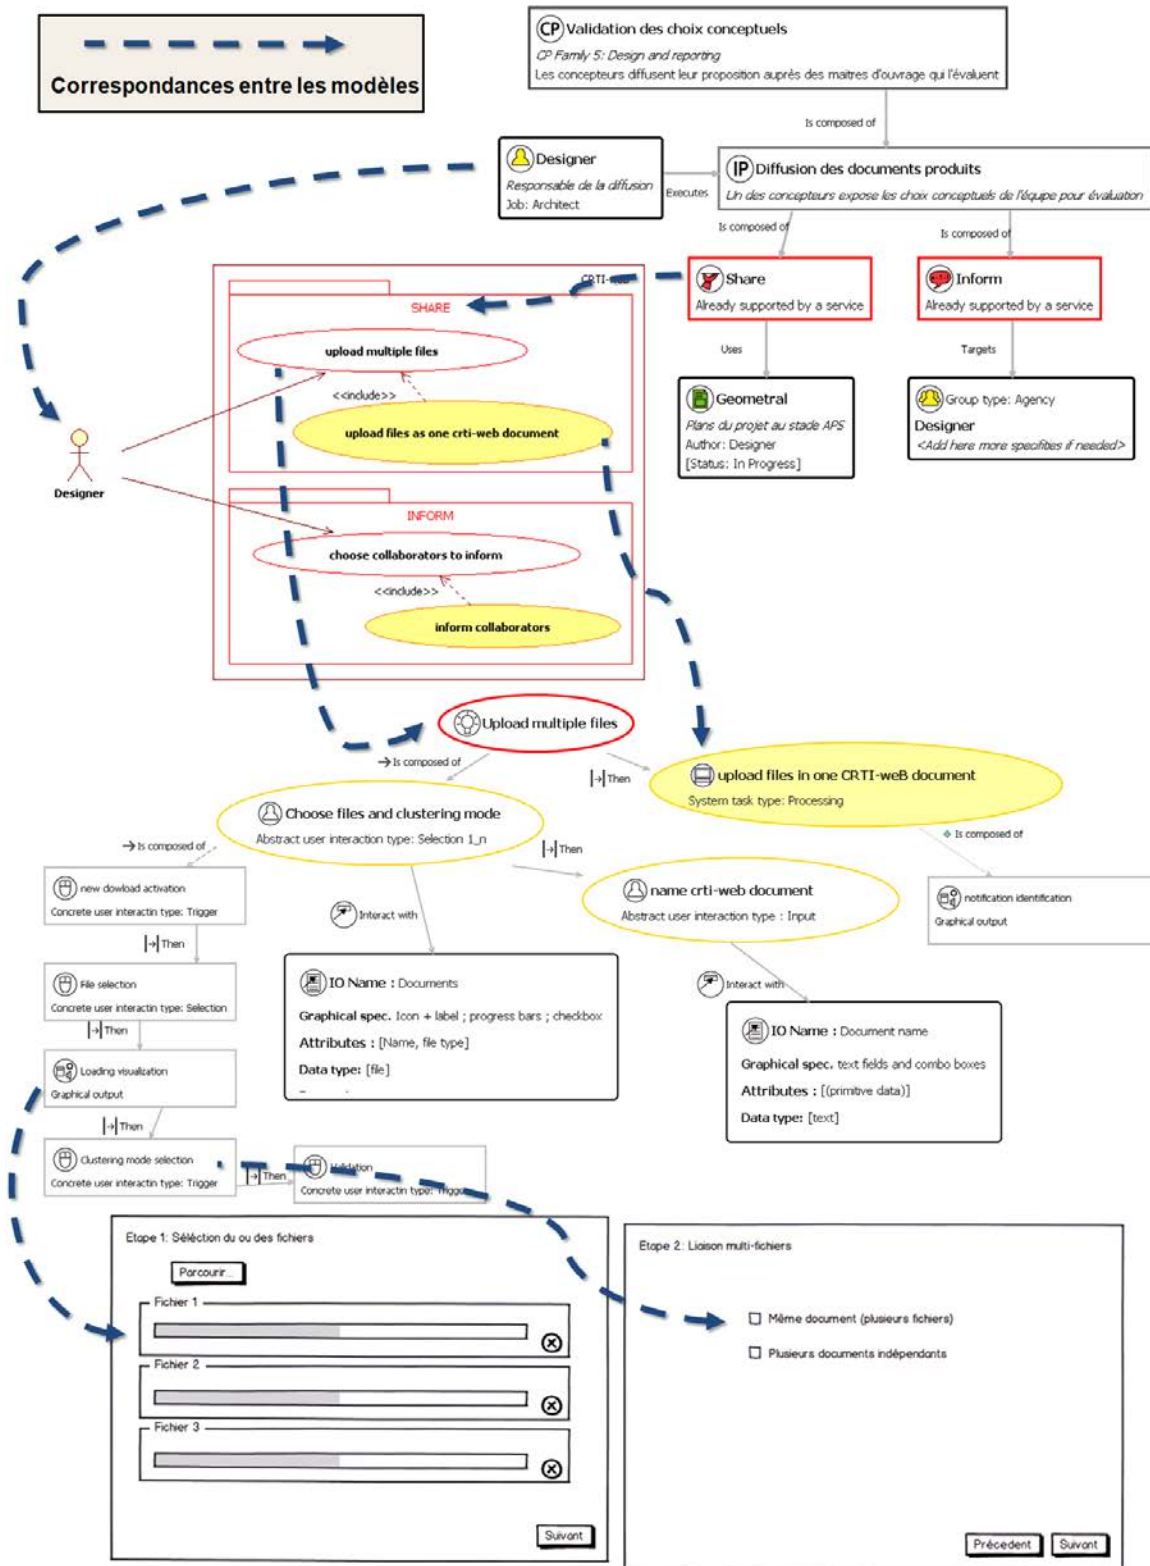 Correspondances entre les modèles
CP Validation des choix conceptuels
CP Family 5: Design and reporting
Les concepteurs diffusent leur proposition auprès des maitres d'ouvrage qui l'évaluent
Is composed of
Designer
Responsable de la diffusion
Job: Architect
Executes
IP Diffusion des documents produits
Un des concepteurs expose les choix conceptuels de l'équipe pour évaluation
Is composed of
Is composed of
Share
Already supported by a service
Inform
Already supported by a service
Uses
Targets
Geometral
Plans du projet au stade APS
Author: Designer
[Status: In Progress]
Group type: Agency
Designer
<Add here more specifities if needed>
SHARE
upload multiple files
<<include>>
upload files as one crti-web document
Designer
INFORM
choose collaborators to inform
<<include>>
inform collaborators
Upload multiple files
Is composed of
Then
upload files in one CRTI-weB document
System task type: Processing
Choose files and clustering mode
Abstract user interaction type: Selection 1_n
Is composed of
Then
Is composed of
new dowload activation
Concrete user interactin type: Trigger
Interact with
name crti-web document
Abstract user interaction type : Input
notification identification
Graphical output
Then
File selection
Concrete user interactin type: Selection
Then
IO Name : Documents
Graphical spec. Icon + label ; progress bars ; checkbox
Attributes : [Name, file type]
Data type: [file]
Interact with
IO Name : Document name
Graphical spec. text fields and combo boxes
Attributes : [(primitive data)]
Data type: [text]
Loading visualization
Graphical output
Then
Clustering mode selection
Concrete user interactin type: Trigger
Then
Validation
Concrete user interactin type: Trigger
Etape 1: Séléction du ou des fichiers
Parcourir...
Fichier 1
Fichier 2
Fichier 3
Suivant
Etape 2: Liaison multi-fichiers
Même document (plusieurs fichiers)
Plusieurs documents indépendants
Précedent
Suivant